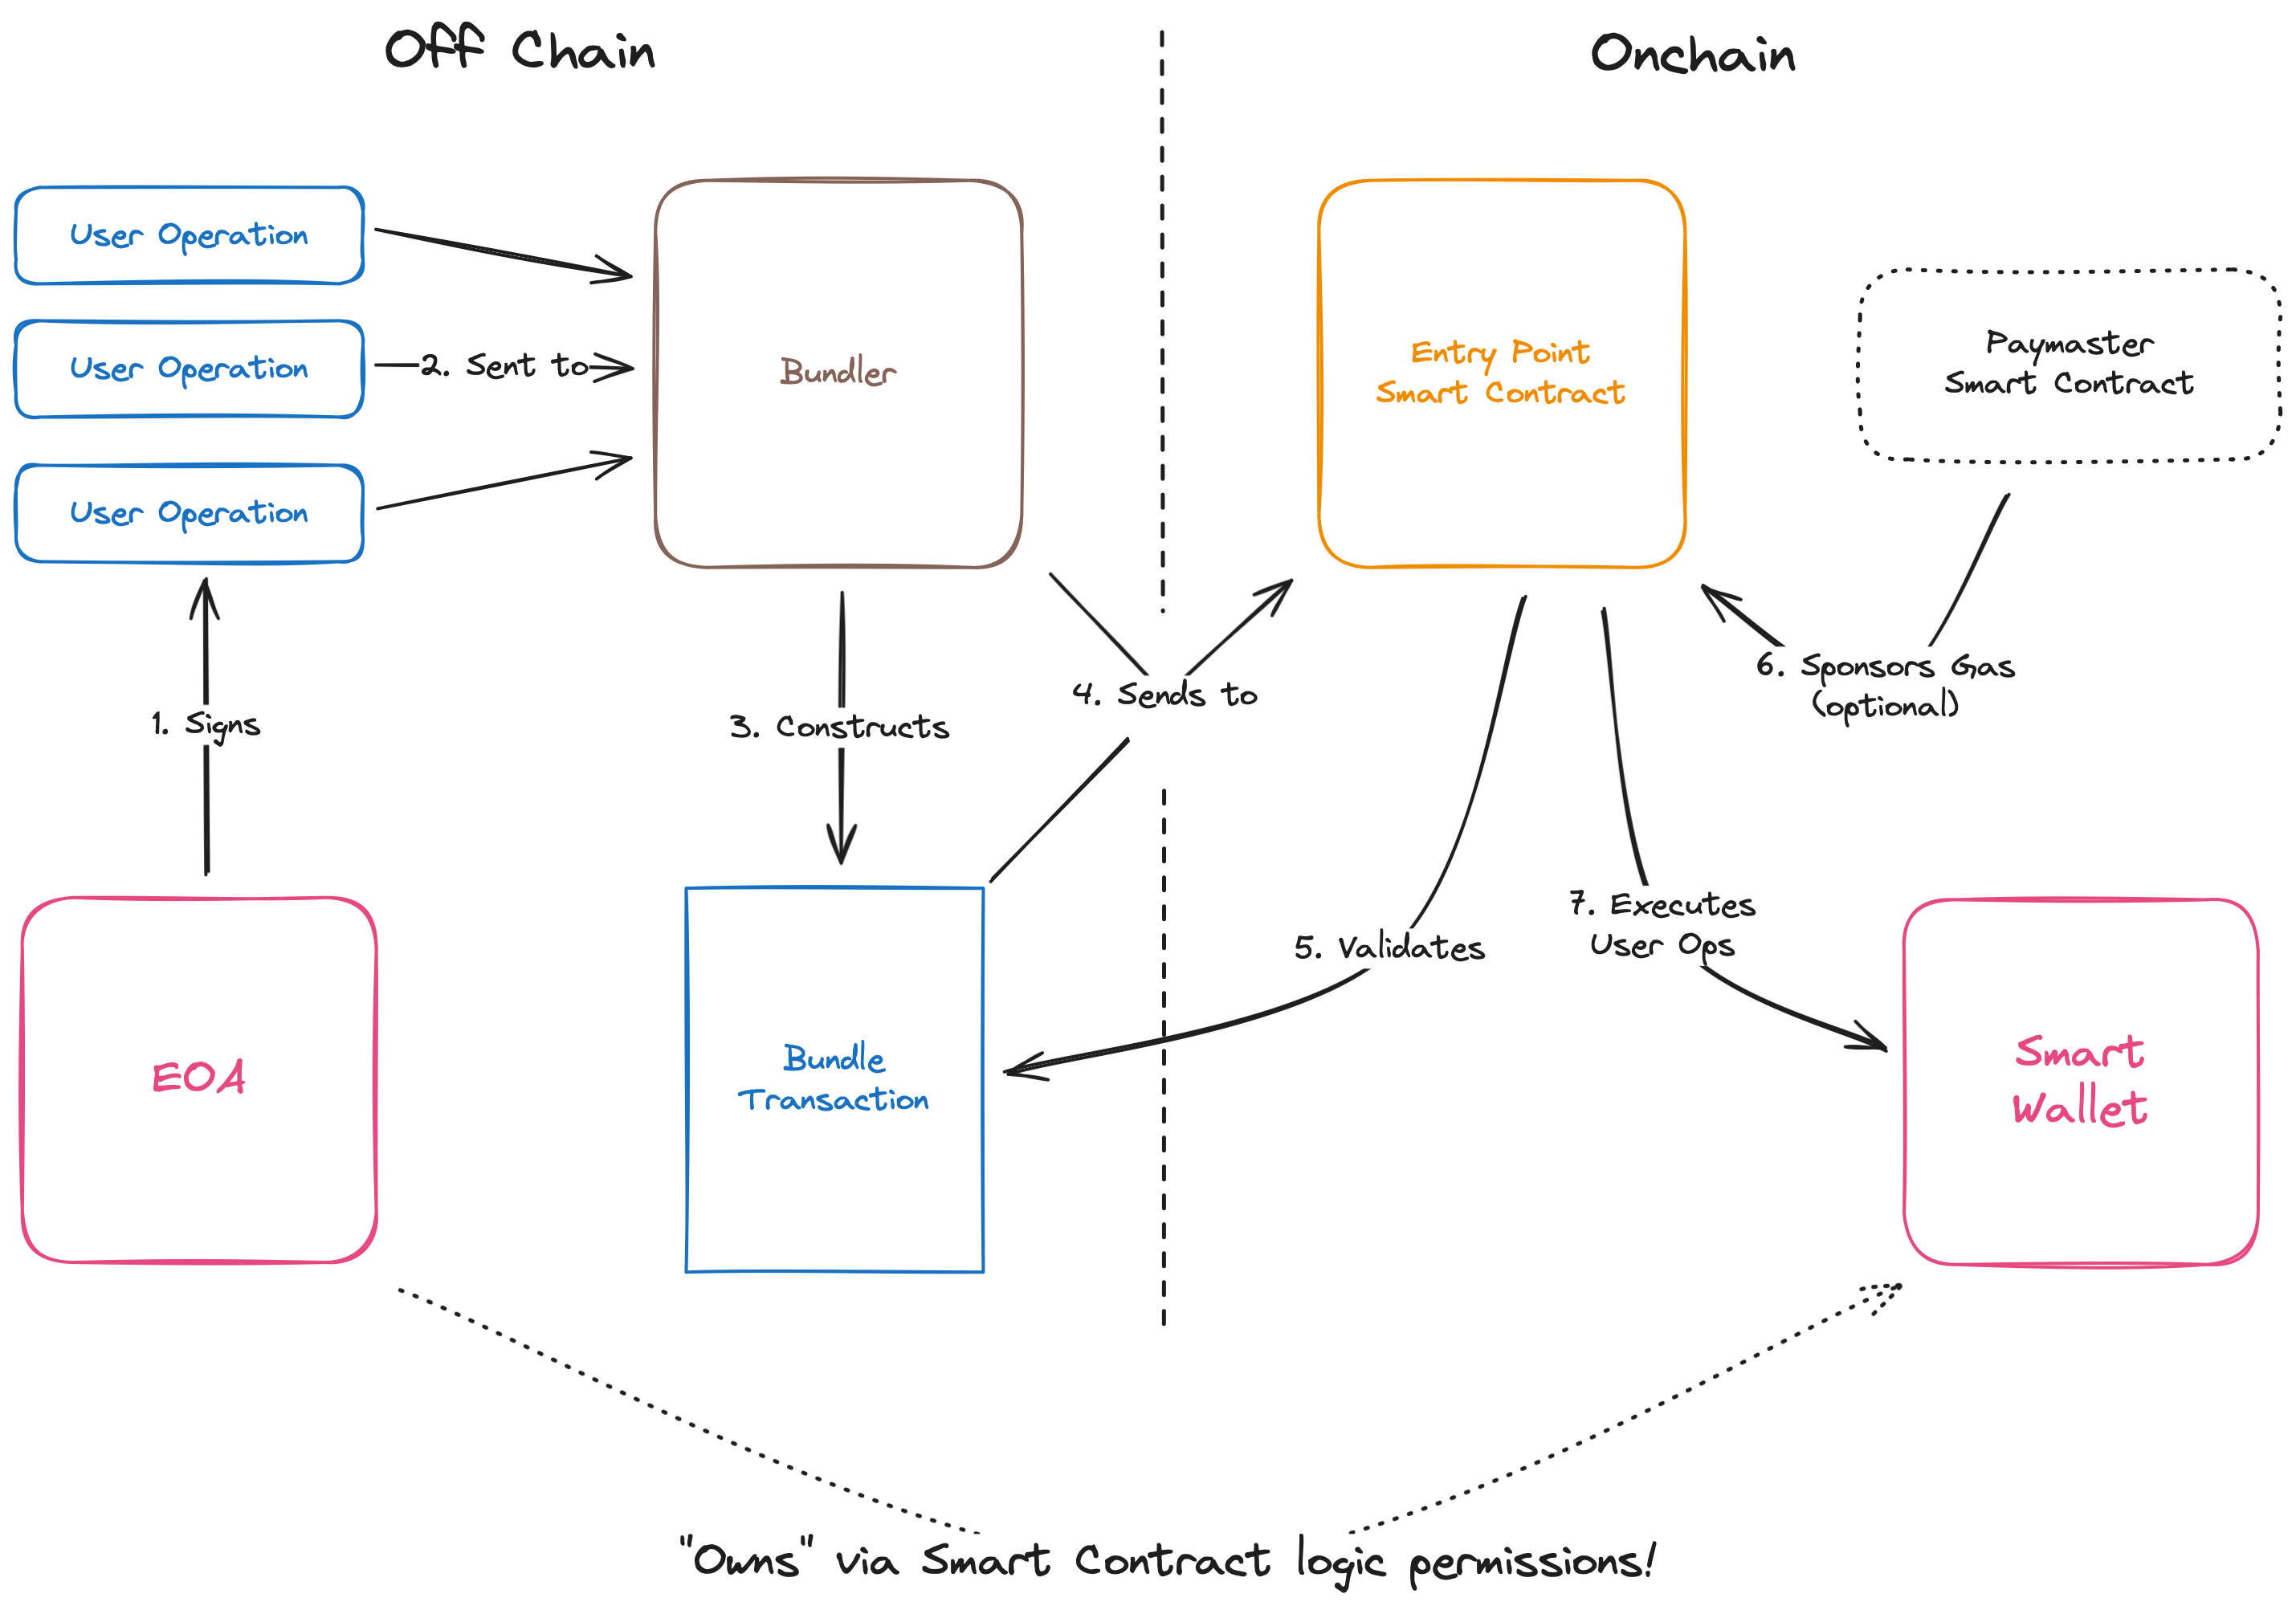 Off Chain
Onchain
User Operation
User Operation
User Operation
2. Sent to
Bundlr
Entry Point
Smart Contract
Paymaster
Smart Contract
1. Signs
3. Constructs
4. Sends to
6. Sponsors Gas
(optional)
5. Validates
7. Executes
User Ops
EOA
Bundle
Transaction
Smart
Wallet
"Owns" via Smart Contract logic permissions!